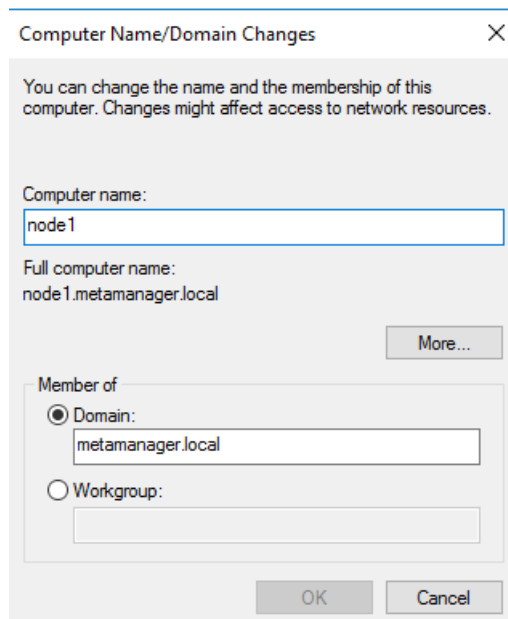 Computer Name/Domain Changes
You can change the name and the membership of this
computer. Changes might affect access to network resources.
Computer name:
node1
Full computer name:
node1.metamanager.local
More...
Member of
Domain:
metamanager.local
Workgroup:
OK
Cancel